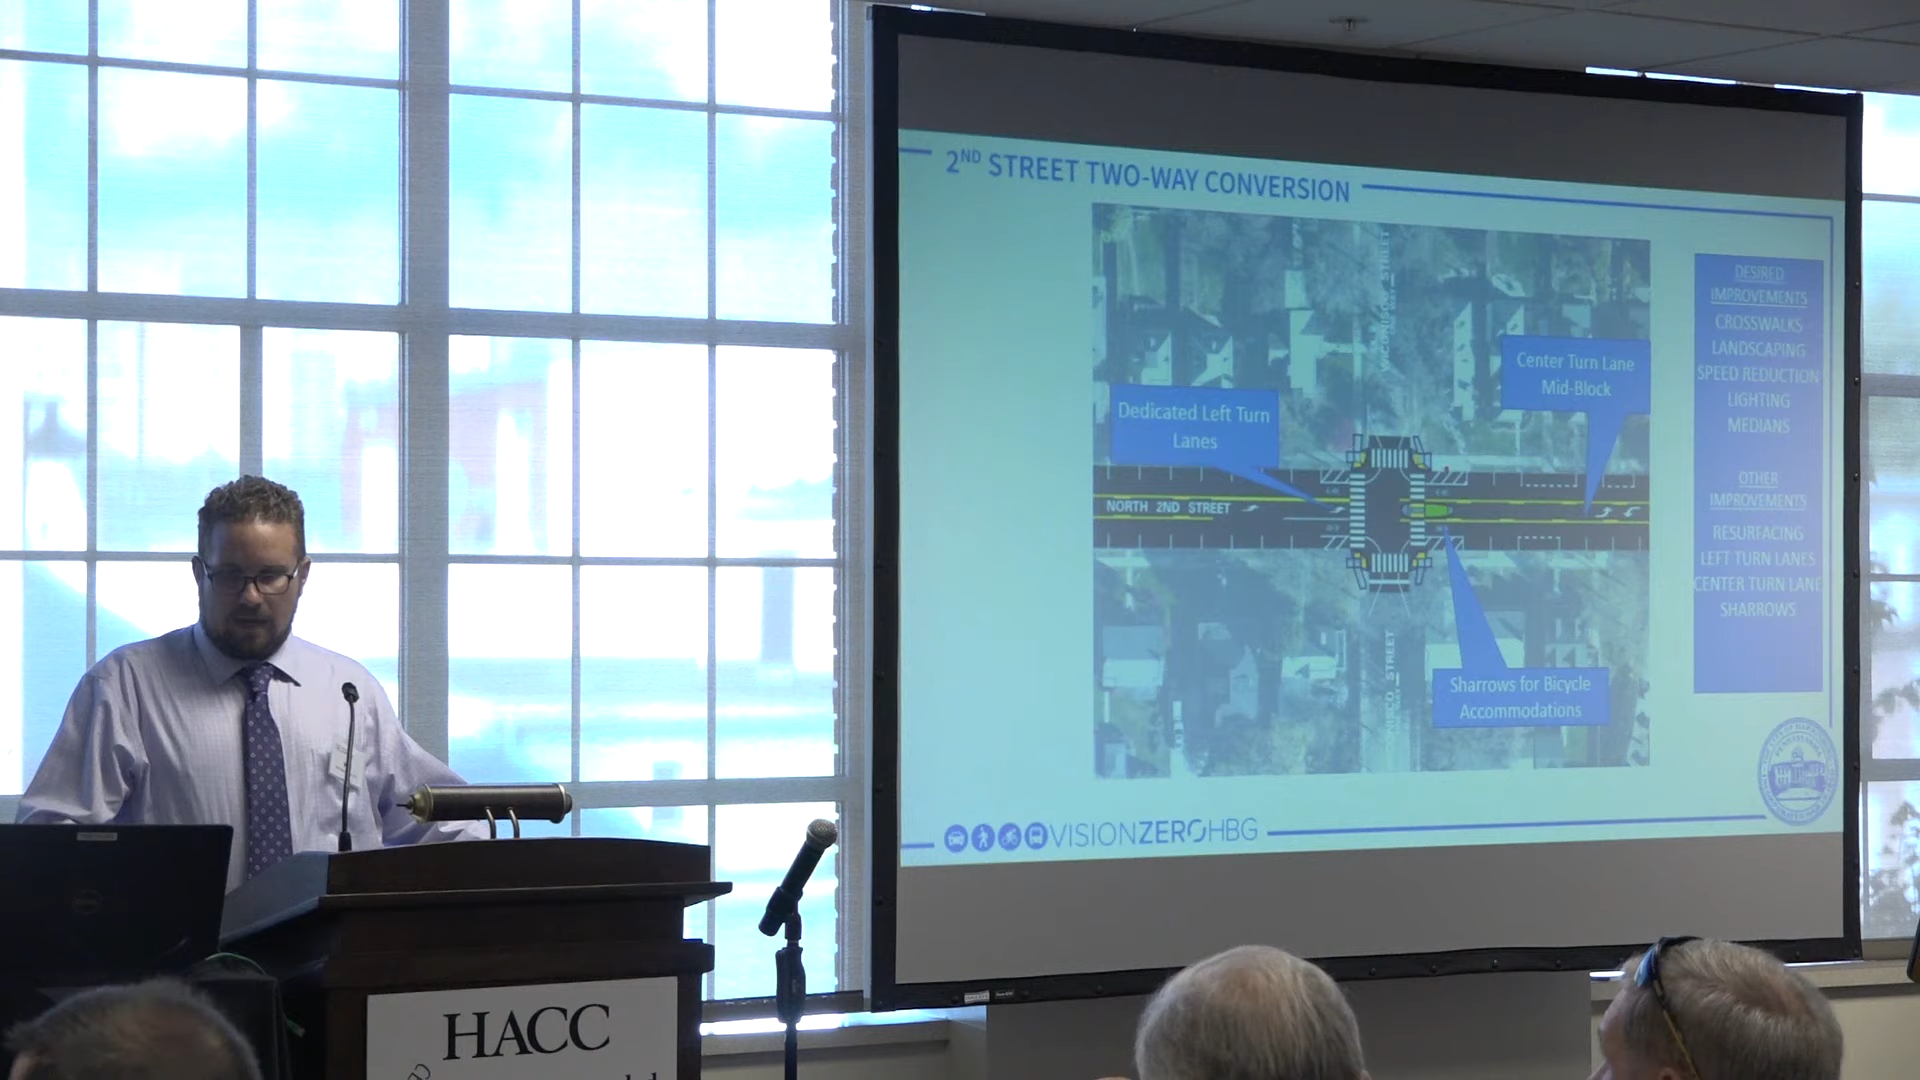 2ND STREET TWO-WAY CONVERSION
DESIRED
IMPROVEMENTS
CROSSWALKS
LANDSCAPING
SPEED REDUCTION
LIGHTING
MEDIANS
OTHER
IMPROVEMENTS
RESURFACING
LEFT TURN LANES
CENTER TURN LANE
SHARROWS
Center Turn Lane
Mid-Block
Dedicated Left Turn
Lanes
NORTH 2ND STREET
STREET
Sharrows for Bicycle
Accommodations
VISIONZEROHBG
HACC